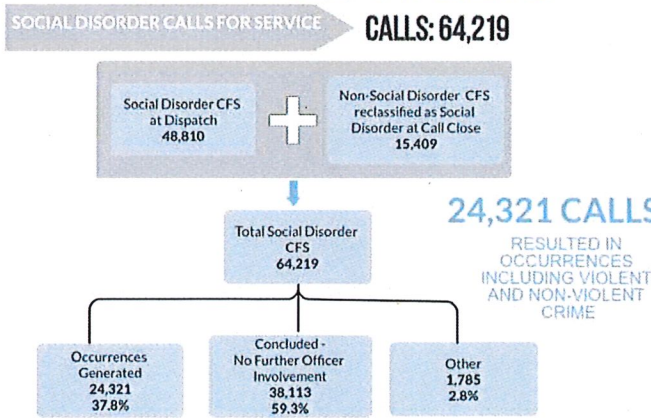 SOCIAL DISORDER CALLS FOR SERVICE
CALLS: 64,219
Social Disorder CFS
at Dispatch
48,810
Non-Social Disorder CFS
reclassified as Social
Disorder at Call Close
15,409
Total Social Disorder
CFS
64,219
24,321 CALLS
RESULTED IN
OCCURRENCES
INCLUDING VIOLENT
AND NON-VIOLENT
CRIME
Occurrences
Generated
24,321
37.8%
Concluded -
No Further Officer
Involvement
38,113
59.3%
Other
1,785
2.8%